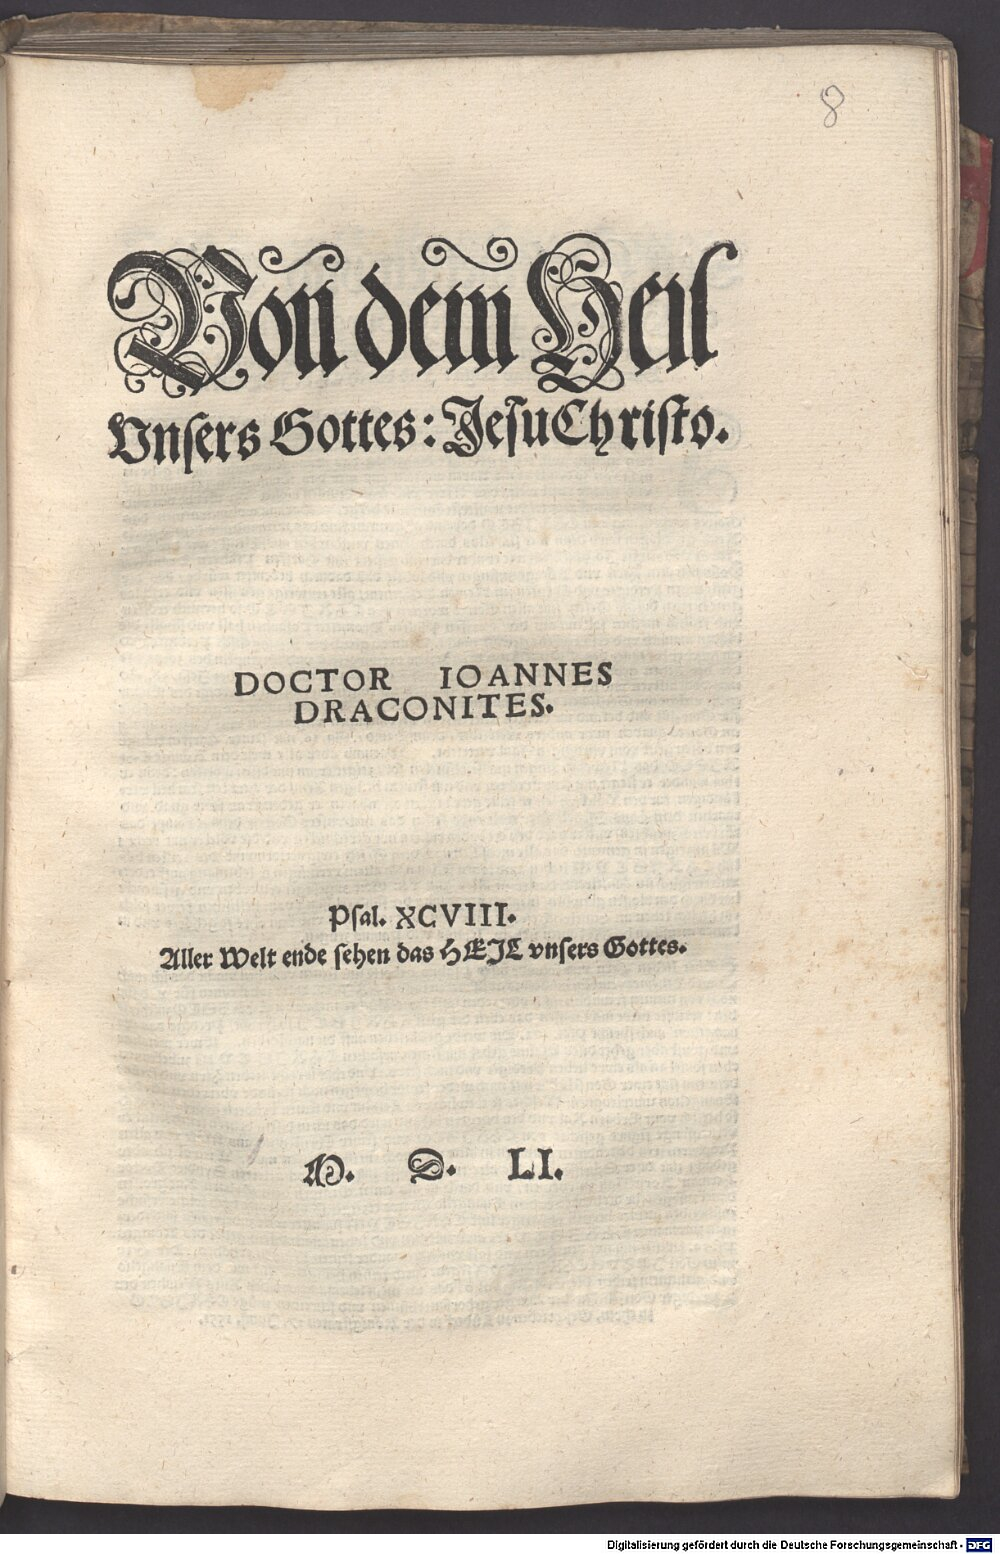 8
Von dem Heil
Vnsers Gottes: Jesu Christo.
DOCTOR IOANNES
DRACONITES.
Psal. XCVIII.
Aller Welt ende sehen das HEIL vnsers Gottes.
M. D. LI.
Digitalisierung gefördert durch die Deutsche Forschungsgemeinschaft - DFG